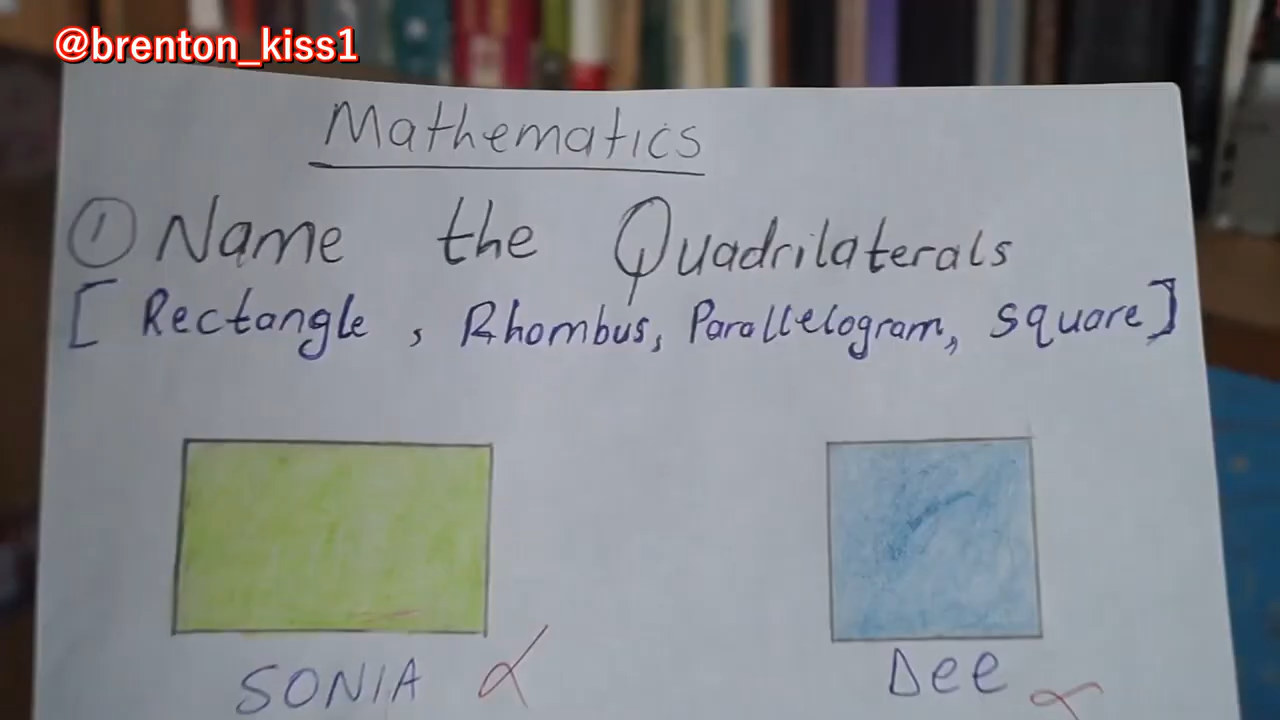 @brenton_kiss1
Mathematics
① Name the Quadrilaterals
[ Rectangle , Rhombus, Parallelogram, square ]
SONIA
Dee